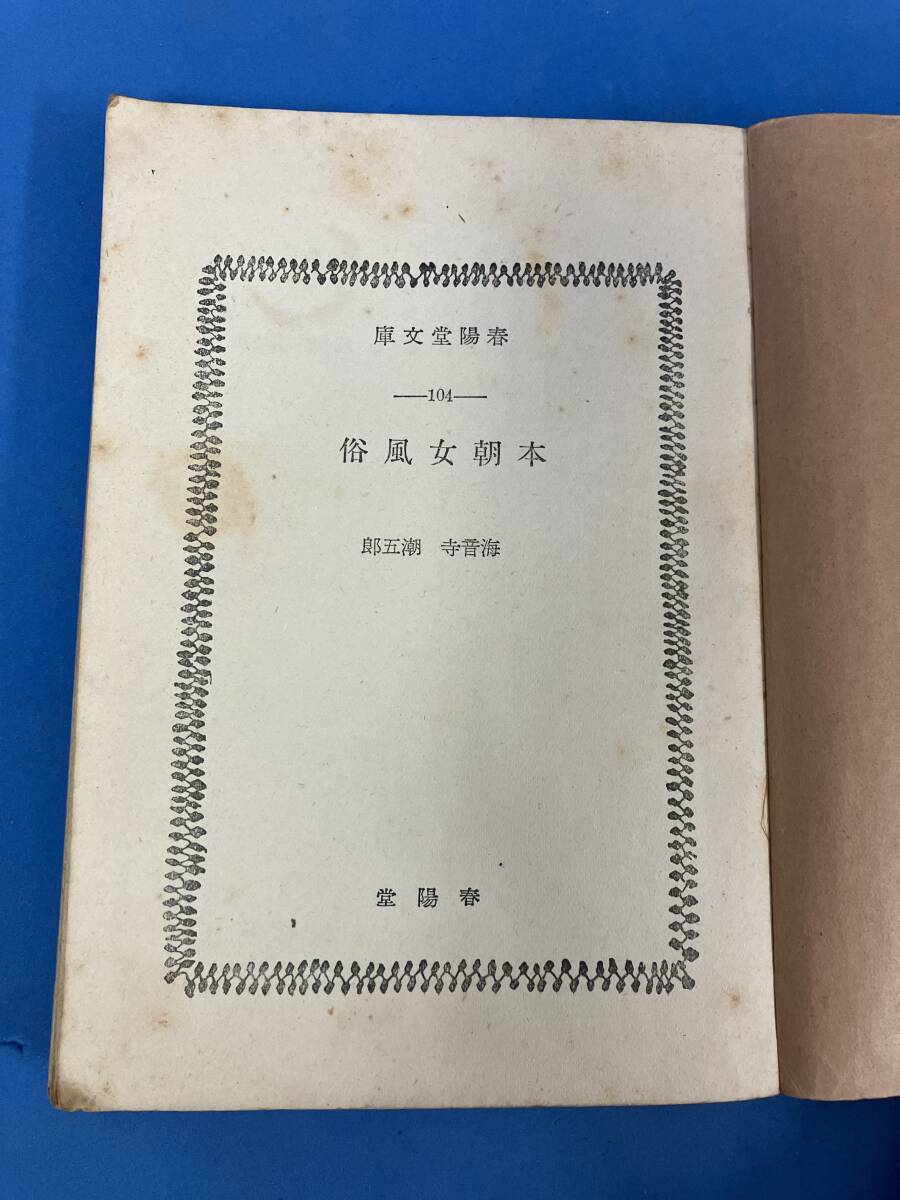 春陽堂文庫
—104—
本朝女風俗
海音寺 潮五郎
春陽堂